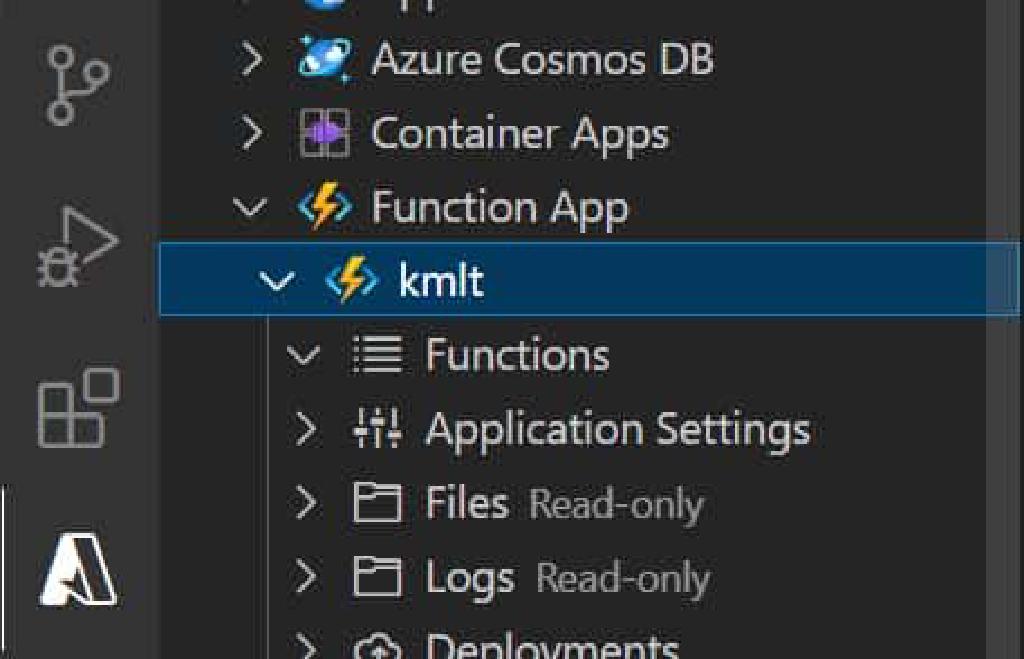 Azure Cosmos DB
Container Apps
Function App
kmlt
Functions
Application Settings
Files Read-only
Logs Read-only
Deployments